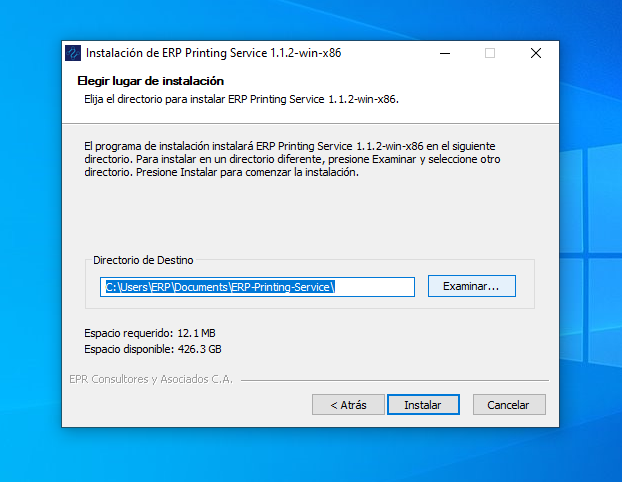 Instalación de ERP Printing Service 1.1.2-win-x86
Elegir lugar de instalación
Elija el directorio para instalar ERP Printing Service 1.1.2-win-x86.
El programa de instalación instalará ERP Printing Service 1.1.2-win-x86 en el siguiente
directorio. Para instalar en un directorio diferente, presione Examinar y seleccione otro
directorio. Presione Instalar para comenzar la instalación.
Directorio de Destino
C:\Users\ERP\Documents\ERP-Printing-Service\
Examinar...
Espacio requerido: 12.1 MB
Espacio disponible: 426.3 GB
EPR Consultores y Asociados C.A.
< Atrás
Instalar
Cancelar